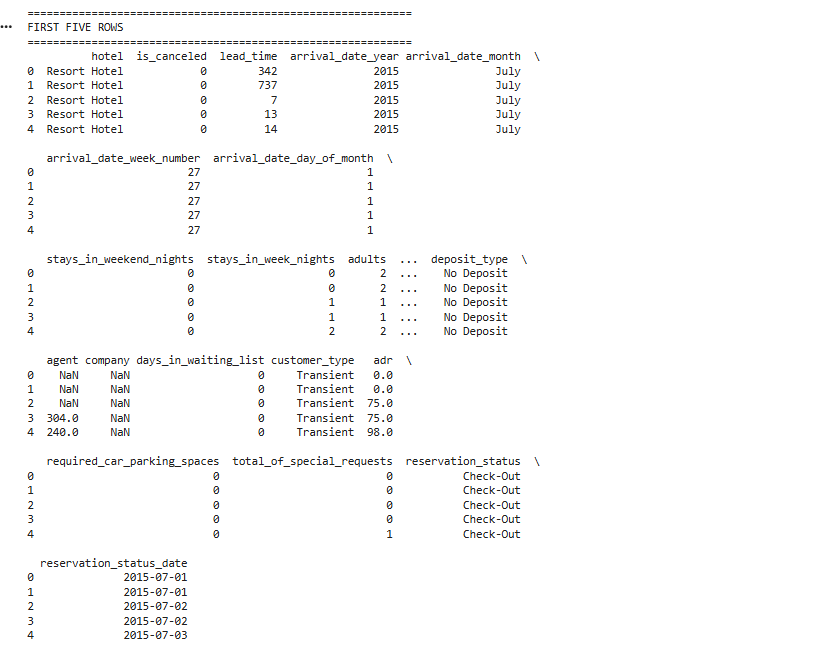 ============================================================
••• FIRST FIVE ROWS
============================================================
          hotel  is_canceled  lead_time  arrival_date_year arrival_date_month  \
0  Resort Hotel            0        342               2015               July
1  Resort Hotel            0        737               2015               July
2  Resort Hotel            0          7               2015               July
3  Resort Hotel            0         13               2015               July
4  Resort Hotel            0         14               2015               July

   arrival_date_week_number  arrival_date_day_of_month  \
0                        27                          1
1                        27                          1
2                        27                          1
3                        27                          1
4                        27                          1

   stays_in_weekend_nights  stays_in_week_nights  adults  ...  deposit_type  \
0                        0                     0       2  ...    No Deposit
1                        0                     0       2  ...    No Deposit
2                        0                     1       1  ...    No Deposit
3                        0                     1       1  ...    No Deposit
4                        0                     2       2  ...    No Deposit

   agent company days_in_waiting_list customer_type   adr  \
0    NaN     NaN                    0     Transient   0.0
1    NaN     NaN                    0     Transient   0.0
2    NaN     NaN                    0     Transient  75.0
3  304.0     NaN                    0     Transient  75.0
4  240.0     NaN                    0     Transient  98.0

   required_car_parking_spaces  total_of_special_requests  reservation_status  \
0                            0                          0           Check-Out
1                            0                          0           Check-Out
2                            0                          0           Check-Out
3                            0                          0           Check-Out
4                            0                          1           Check-Out

  reservation_status_date
0              2015-07-01
1              2015-07-01
2              2015-07-02
3              2015-07-02
4              2015-07-03